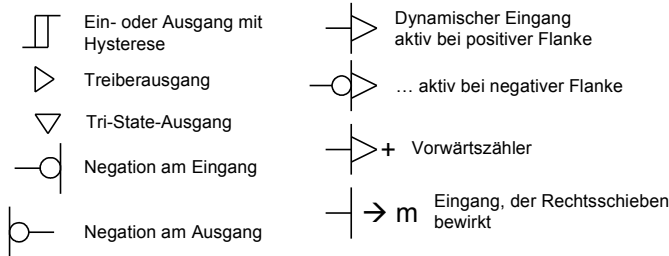 Ein- oder Ausgang mit
Hysterese
Treiberausgang
Tri-State-Ausgang
Negation am Eingang
Negation am Ausgang
Dynamischer Eingang
aktiv bei positiver Flanke
… aktiv bei negativer Flanke
+ Vorwärtszähler
→ m Eingang, der Rechtsschieben
bewirkt